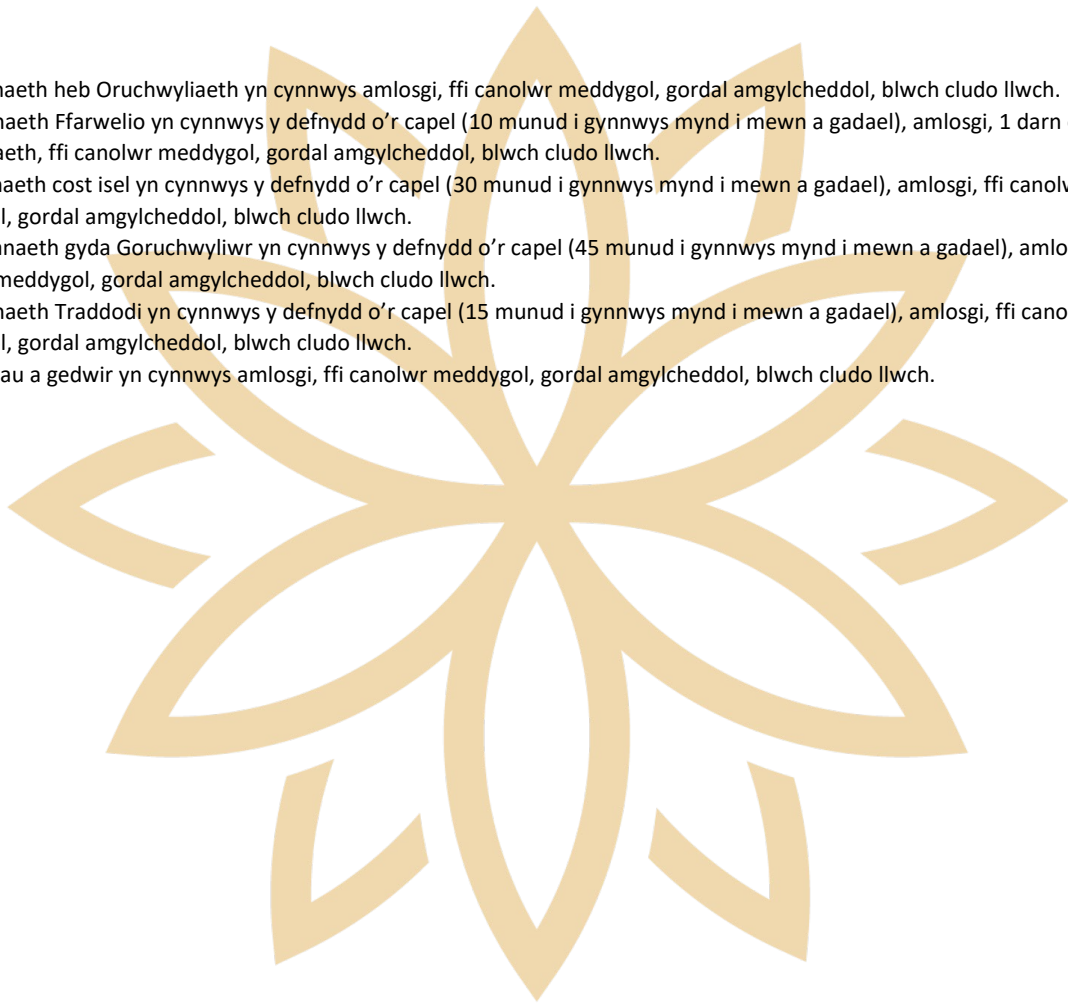 naeth heb Oruchwyliaeth yn cynnwys amlosgi, ffi canolwr meddygol, gordal amgylcheddol, blwch cludo llwch.
naeth Ffarwelio yn cynnwys y defnydd o’r capel (10 munud i gynnwys mynd i mewn a gadael), amlosgi, 1 darn
aeth, ffi canolwr meddygol, gordal amgylcheddol, blwch cludo llwch.
naeth cost isel yn cynnwys y defnydd o’r capel (30 munud i gynnwys mynd i mewn a gadael), amlosgi, ffi canolw
l, gordal amgylcheddol, blwch cludo llwch.
anaeth gyda Goruchwyliwr yn cynnwys y defnydd o’r capel (45 munud i gynnwys mynd i mewn a gadael), amlo
meddygol, gordal amgylcheddol, blwch cludo llwch.
naeth Traddodi yn cynnwys y defnydd o’r capel (15 munud i gynnwys mynd i mewn a gadael), amlosgi, ffi cano
l, gordal amgylcheddol, blwch cludo llwch.
au a gedwir yn cynnwys amlosgi, ffi canolwr meddygol, gordal amgylcheddol, blwch cludo llwch.